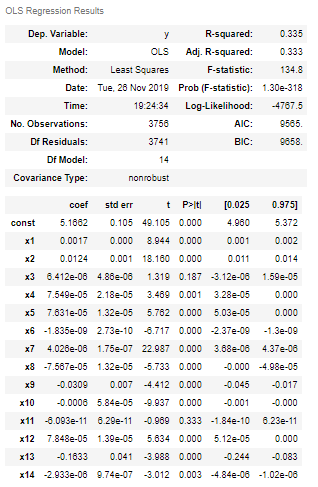 OLS Regression Results
Dep. Variable: y R-squared: 0.335
Model: OLS Adj. R-squared: 0.333
Method: Least Squares F-statistic: 134.8
Date: Tue, 26 Nov 2019 Prob (F-statistic): 1.30e-318
Time: 19:24:34 Log-Likelihood: -4767.5
No. Observations: 3756 AIC: 9565.
Df Residuals: 3741 BIC: 9658.
Df Model: 14
Covariance Type: nonrobust
coef std err t P>|t| [0.025 0.975]
const 5.1662 0.105 49.105 0.000 4.960 5.372
x1 0.0017 0.000 8.944 0.000 0.001 0.002
x2 0.0124 0.001 18.160 0.000 0.011 0.014
x3 6.412e-06 4.86e-06 1.319 0.187 -3.12e-06 1.59e-05
x4 7.549e-05 2.18e-05 3.469 0.001 3.28e-05 0.000
x5 7.631e-05 1.32e-05 5.762 0.000 5.03e-05 0.000
x6 -1.835e-09 2.73e-10 -6.717 0.000 -2.37e-09 -1.3e-09
x7 4.026e-06 1.75e-07 22.987 0.000 3.68e-06 4.37e-06
x8 -7.567e-05 1.32e-05 -5.733 0.000 -0.000 -4.98e-05
x9 -0.0309 0.007 -4.412 0.000 -0.045 -0.017
x10 -0.0006 5.84e-05 -9.937 0.000 -0.001 -0.000
x11 -6.093e-11 6.29e-11 -0.969 0.333 -1.84e-10 6.23e-11
x12 7.848e-05 1.39e-05 5.634 0.000 5.12e-05 0.000
x13 -0.1633 0.041 -3.988 0.000 -0.244 -0.083
x14 -2.933e-06 9.74e-07 -3.012 0.003 -4.84e-06 -1.02e-06